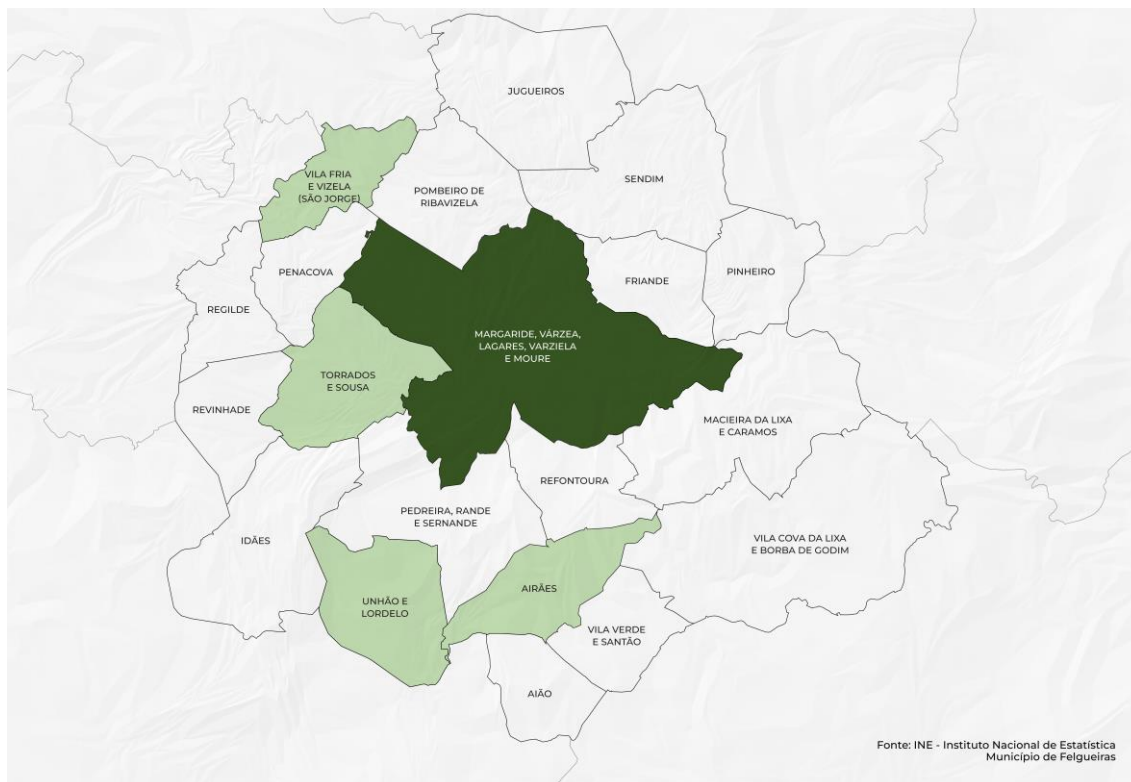 JUGUEIROS
VILA FRIA
E VIZELA
(SÃO JORGE)
POMBEIRO DE
RIBAVIZELA
SENDIM
PENACOVA
FRIANDE
PINHEIRO
REGILDE
MARGARIDE, VÁRZEA,
LAGARES, VARZIELA
E MOURE
TORRADOS
E SOUSA
REVINHADE
MACIEIRA DA LIXA
E CARAMOS
REFONTOURA
PEDREIRA, RANDE
E SERNANDE
IDÃES
VILA COVA DA LIXA
E BORBA DE GODIM
AIRÃES
UNHÃO E
LORDELO
VILA VERDE
E SANTÃO
AIÃO
Fonte: INE - Instituto Nacional de Estatística
Município de Felgueiras